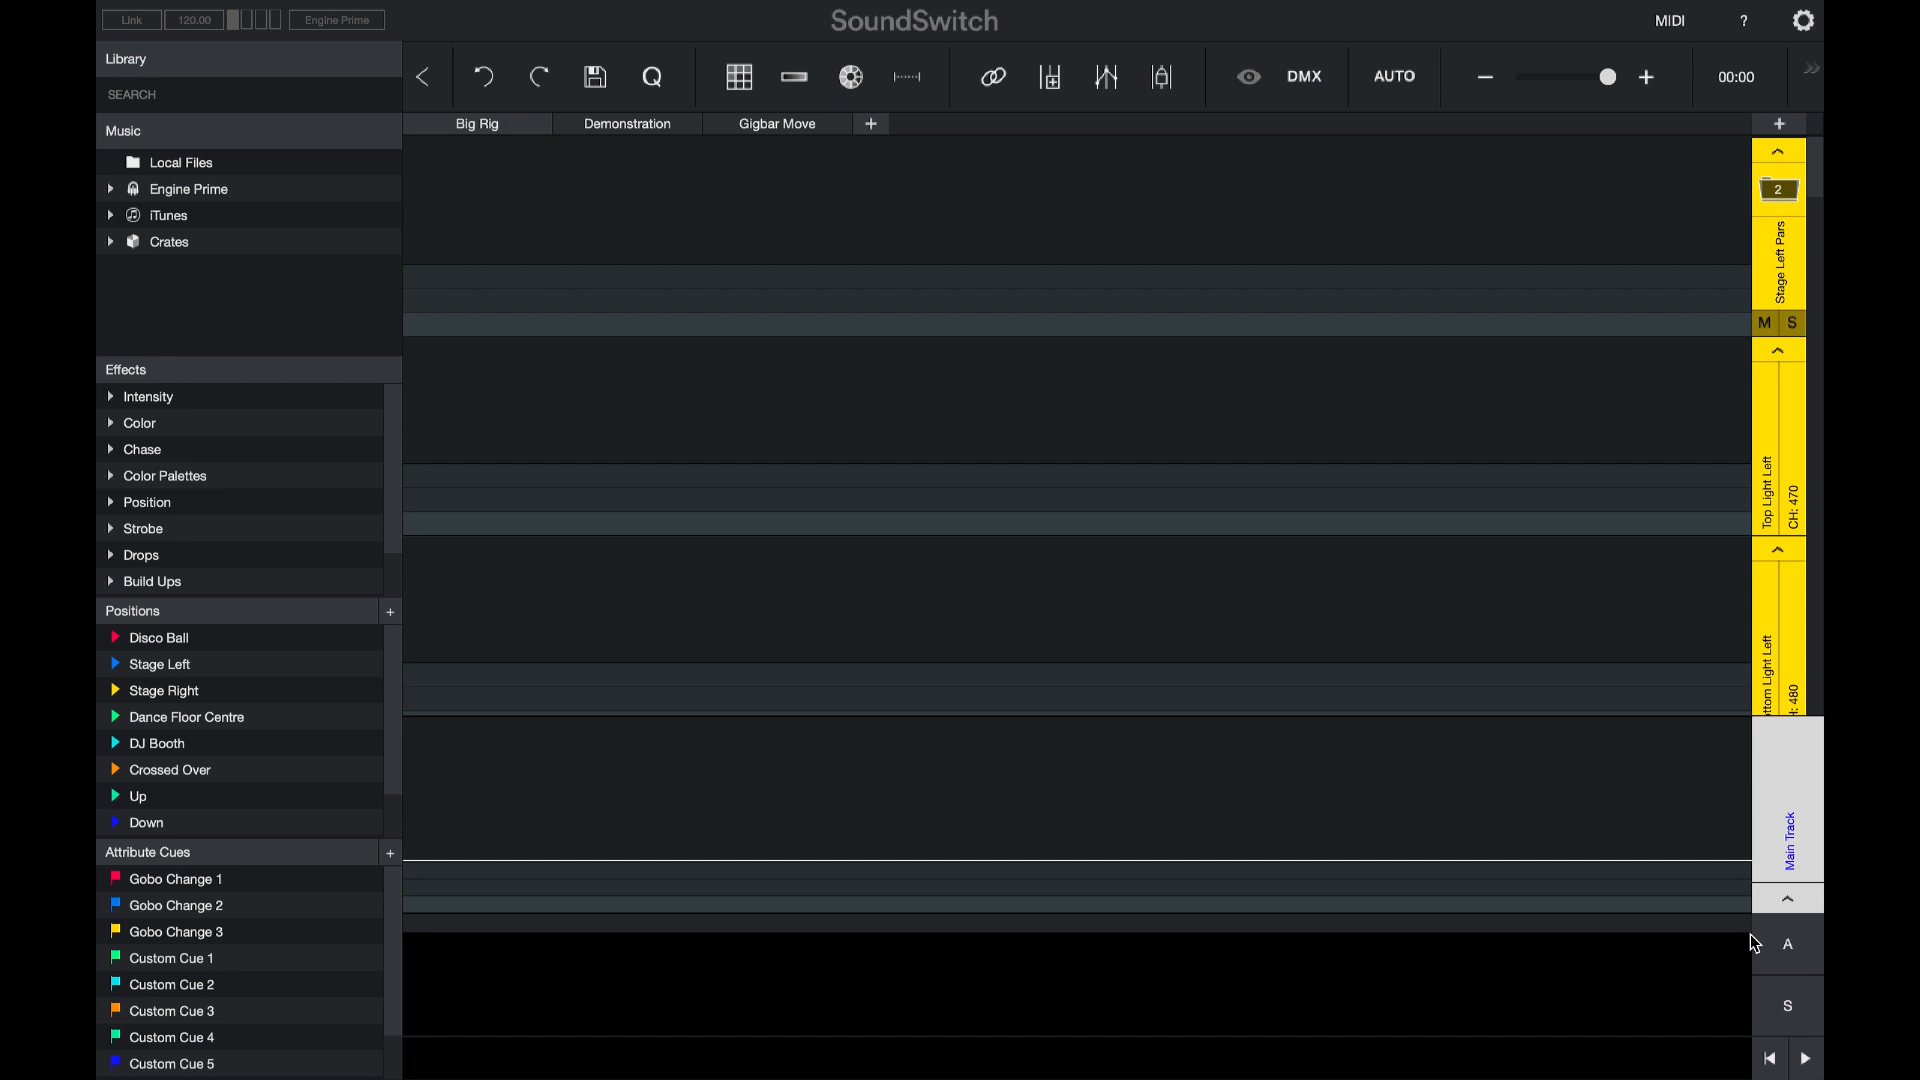 Link 120.00 Engine Prime SoundSwitch MIDI ?
Library
SEARCH
Q DMX AUTO 00:00
Music
Big Rig Demonstration Gigbar Move
Local Files
Engine Prime
iTunes
Crates
2
Stage Left Pars
M S
Effects
Intensity
Color
Chase
Color Palettes
Position
Strobe
Drops
Build Ups
Top Light Left
CH: 470
Positions
Disco Ball
Stage Left
Stage Right
Dance Floor Centre
DJ Booth
Crossed Over
Up
Down
ttom Light Left
H: 480
Main Track
Attribute Cues
Gobo Change 1
Gobo Change 2
Gobo Change 3
Custom Cue 1
Custom Cue 2
Custom Cue 3
Custom Cue 4
Custom Cue 5
A
S